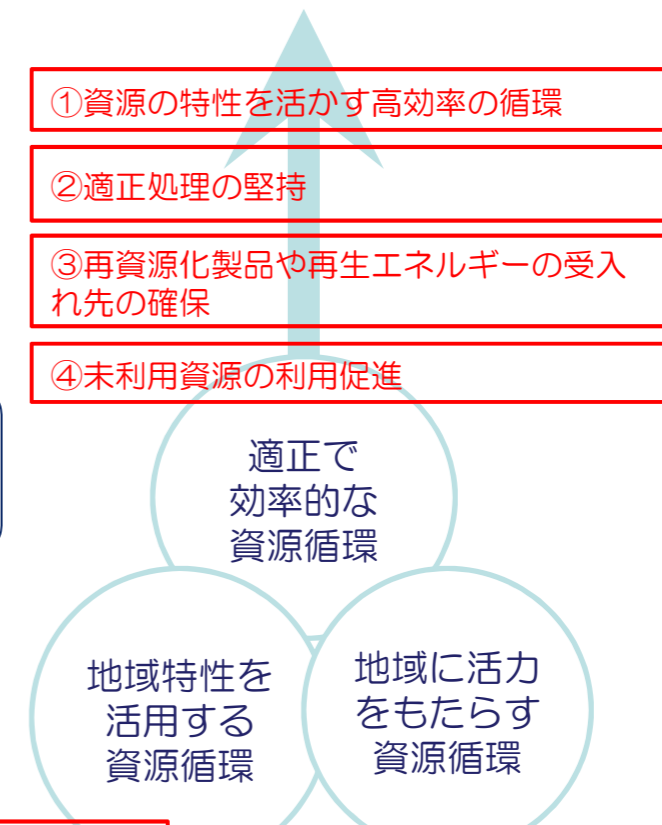 ①資源の特性を活かす高効率の循環
②適正処理の堅持
③再資源化製品や再生エネルギーの受入
れ先の確保
④未利用資源の利用促進
適正で
効率的な
資源循環
地域特性を
活用する
資源循環
地域に活力
をもたらす
資源循環